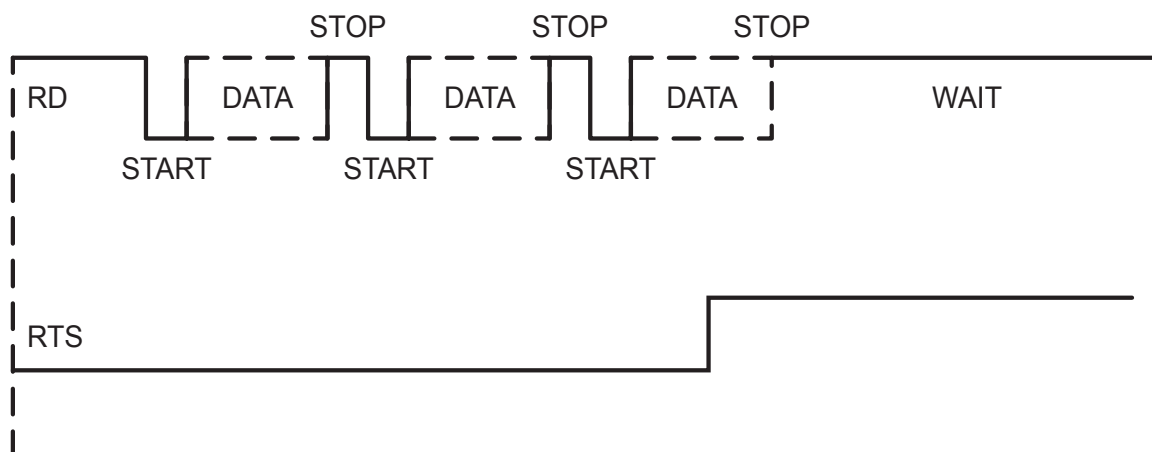 STOP STOP STOP
RD DATA DATA DATA WAIT
START START START
RTS